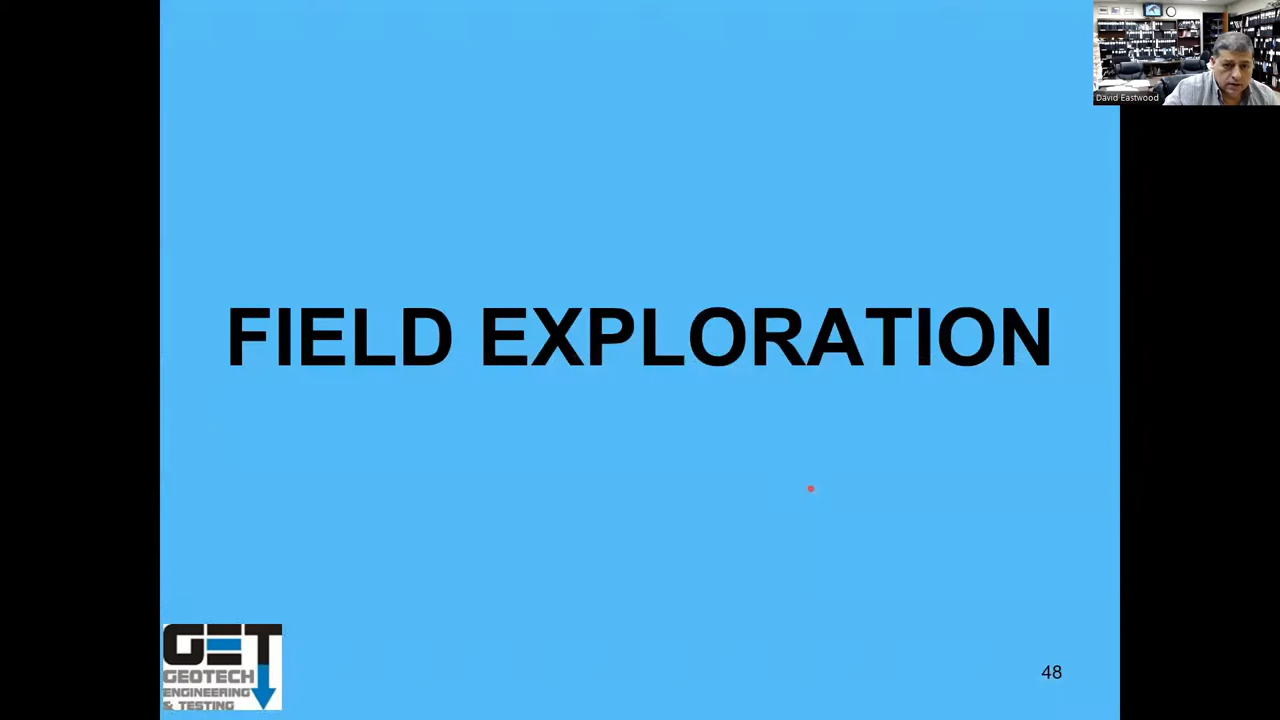 David Eastwood
FIELD EXPLORATION
GET
GEOTECH
ENGINEERING
& TESTING
48